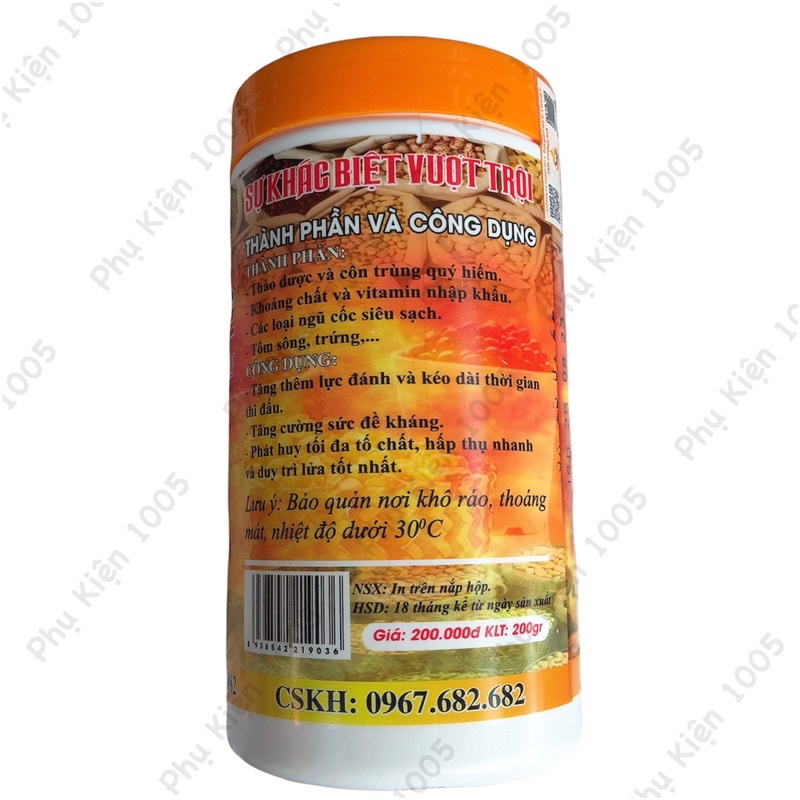 SỰ KHÁC BIỆT VƯỢT TRỘI
THÀNH PHẦN VÀ CÔNG DỤNG
THÀNH PHẦN:
- Thảo dược và côn trùng quý hiếm.
- Khoáng chất và vitamin nhập khẩu.
- Các loại ngũ cốc siêu sạch.
- Tôm sông, trứng,...
CÔNG DỤNG:
- Tăng thêm lực đánh và kéo dài thời gian
thi đấu.
- Tăng cường sức đề kháng.
- Phát huy tối đa tố chất, hấp thụ nhanh
và duy trì lửa tốt nhất.
Lưu ý: Bảo quản nơi khô ráo, thoáng
mát, nhiệt độ dưới 30⁰C
NSX: In trên nắp hộp.
HSD: 18 tháng kể từ ngày sản xuất
Giá: 200.000đ KLT: 200gr
8 938542 219036
CSKH: 0967.682.682
Phụ Kiện 1005